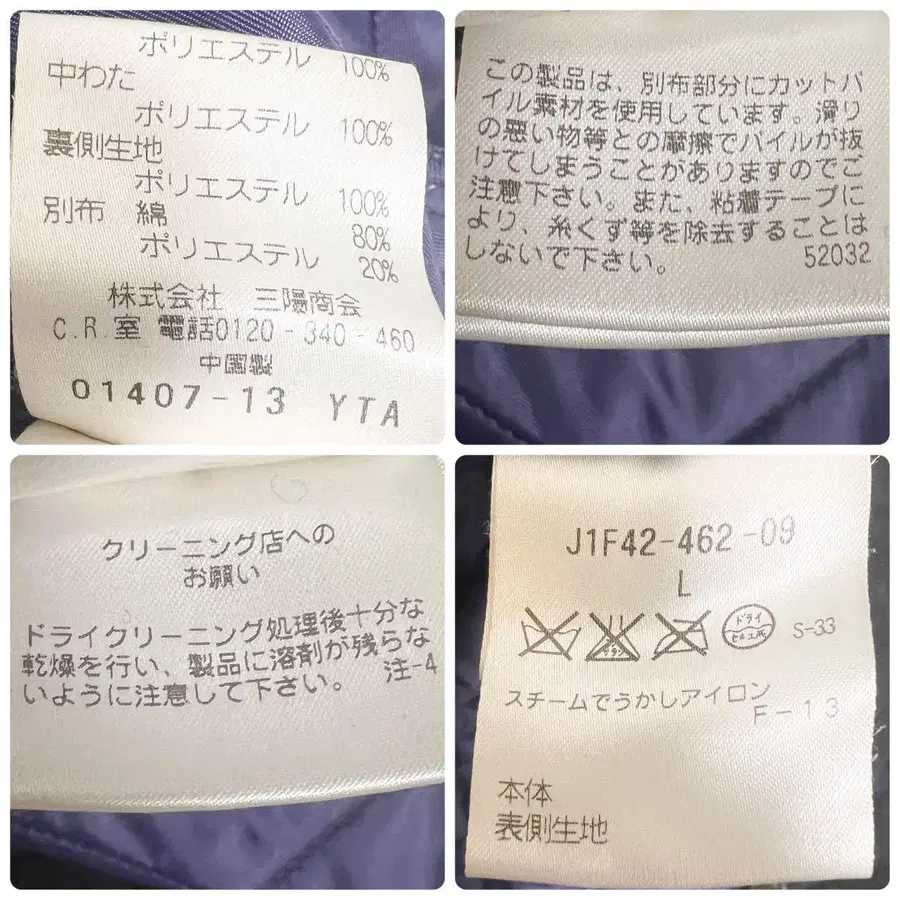 ポリエステル 100%
中わた
ポリエステル 100%
裏側生地
ポリエステル 100%
別布 綿 80%
ポリエステル 20%
株式会社 三陽商会
C.R.室 電話0120-340-460
中国製
01407-13 YTA
この製品は、別布部分にカットパ
イル素材を使用しています。滑り
の悪い物等との摩擦でパイルが抜
けてしまうことがありますのでご
注意下さい。また、粘着テープに
より、糸くず等を除去することは
しないで下さい。 52032
クリーニング店への
お願い
ドライクリーニング処理後十分な
乾燥を行い、製品に溶剤が残らな
いように注意して下さい。 注-4
J1F42-462-09
L
ドライ
セキユ系
S-33
スチームでうかしアイロン
F-13
本体
表側生地